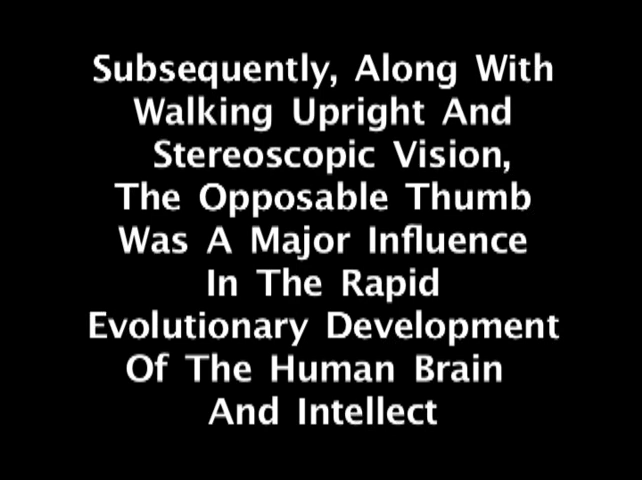 Subsequently, Along With
Walking Upright And
Stereoscopic Vision,
The Opposable Thumb
Was A Major Influence
In The Rapid
Evolutionary Development
Of The Human Brain
And Intellect